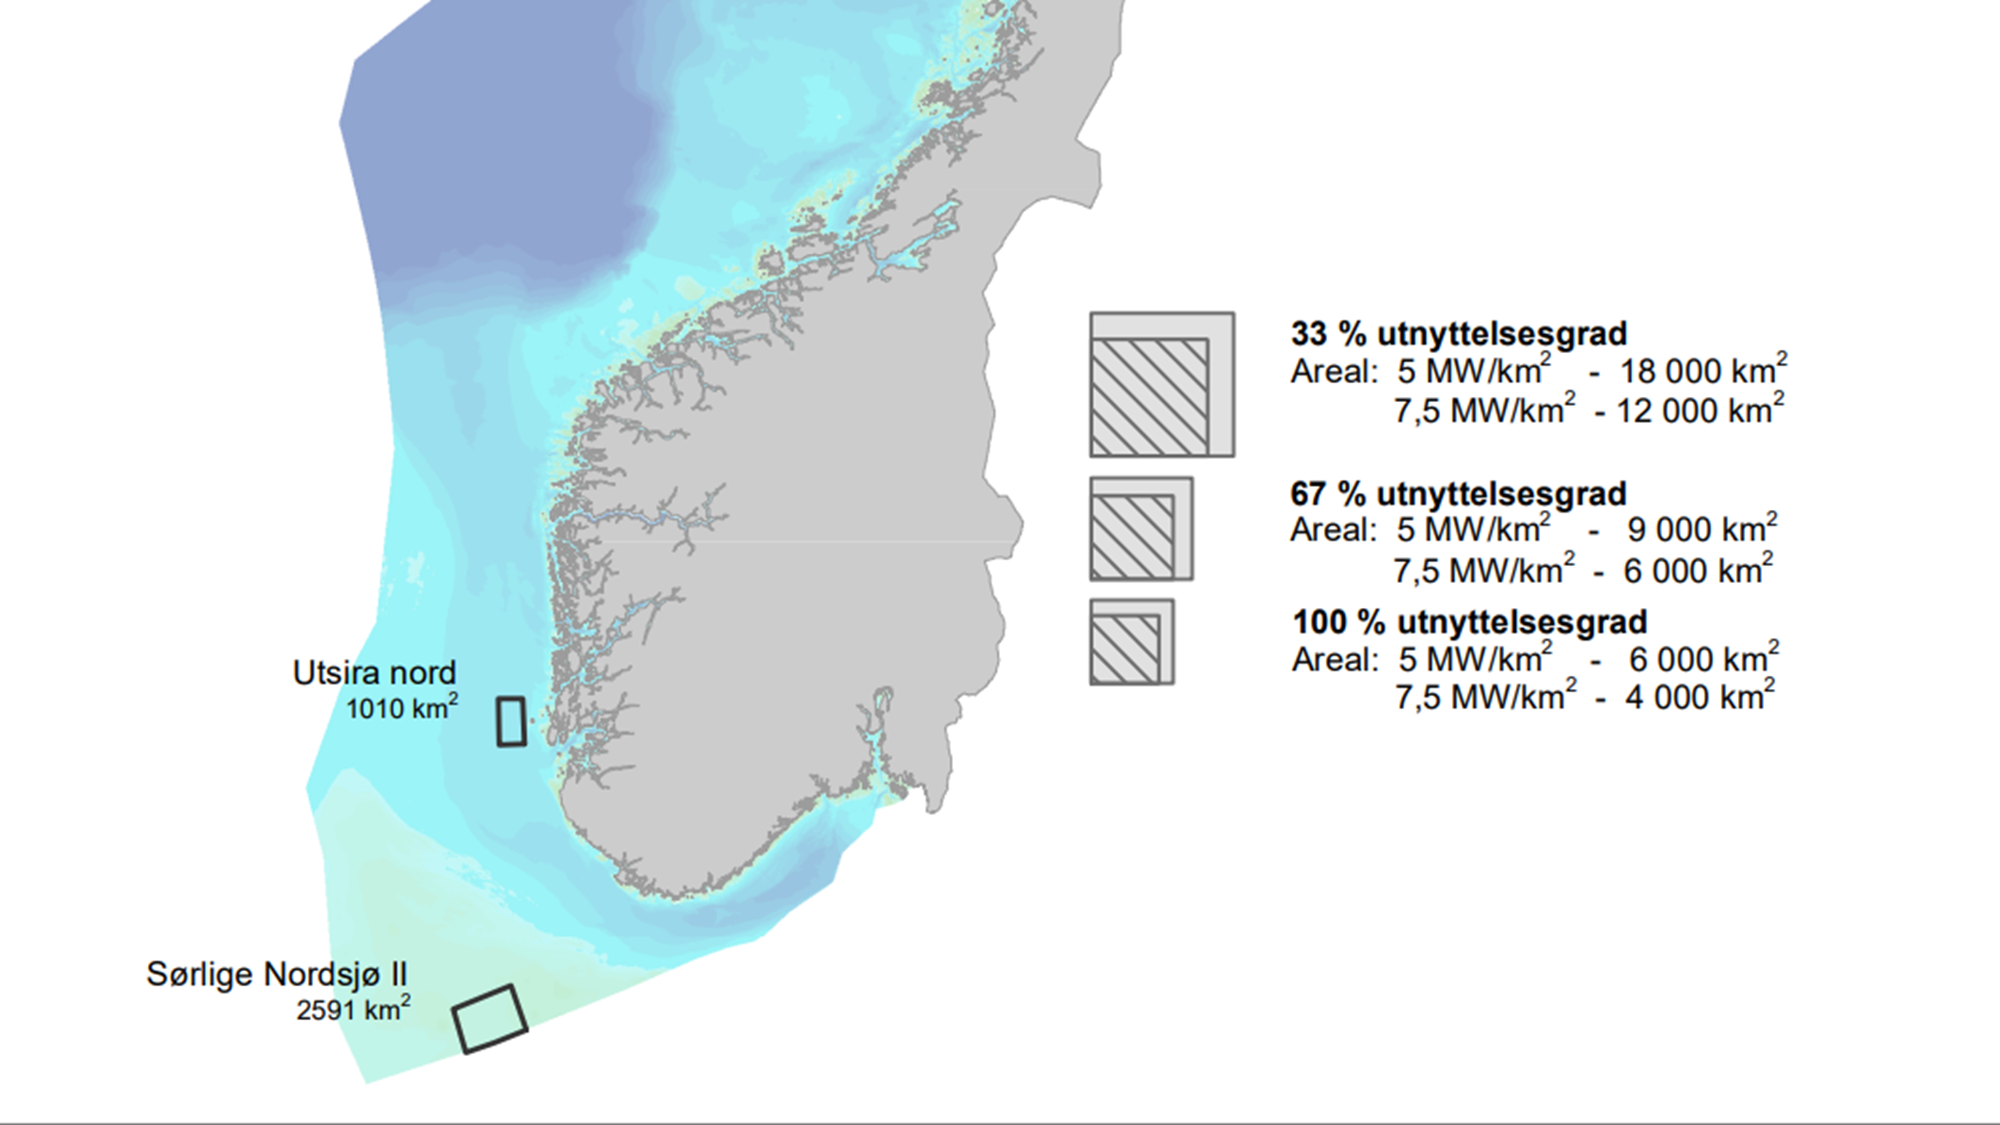 33 % utnyttelsesgrad
Areal: 5 MW/km² - 18 000 km²
7,5 MW/km² - 12 000 km²
67 % utnyttelsesgrad
Areal: 5 MW/km² - 9 000 km²
7,5 MW/km² - 6 000 km²
100 % utnyttelsesgrad
Areal: 5 MW/km² - 6 000 km²
7,5 MW/km² - 4 000 km²
Utsira nord
1010 km²
Sørlige Nordsjø II
2591 km²